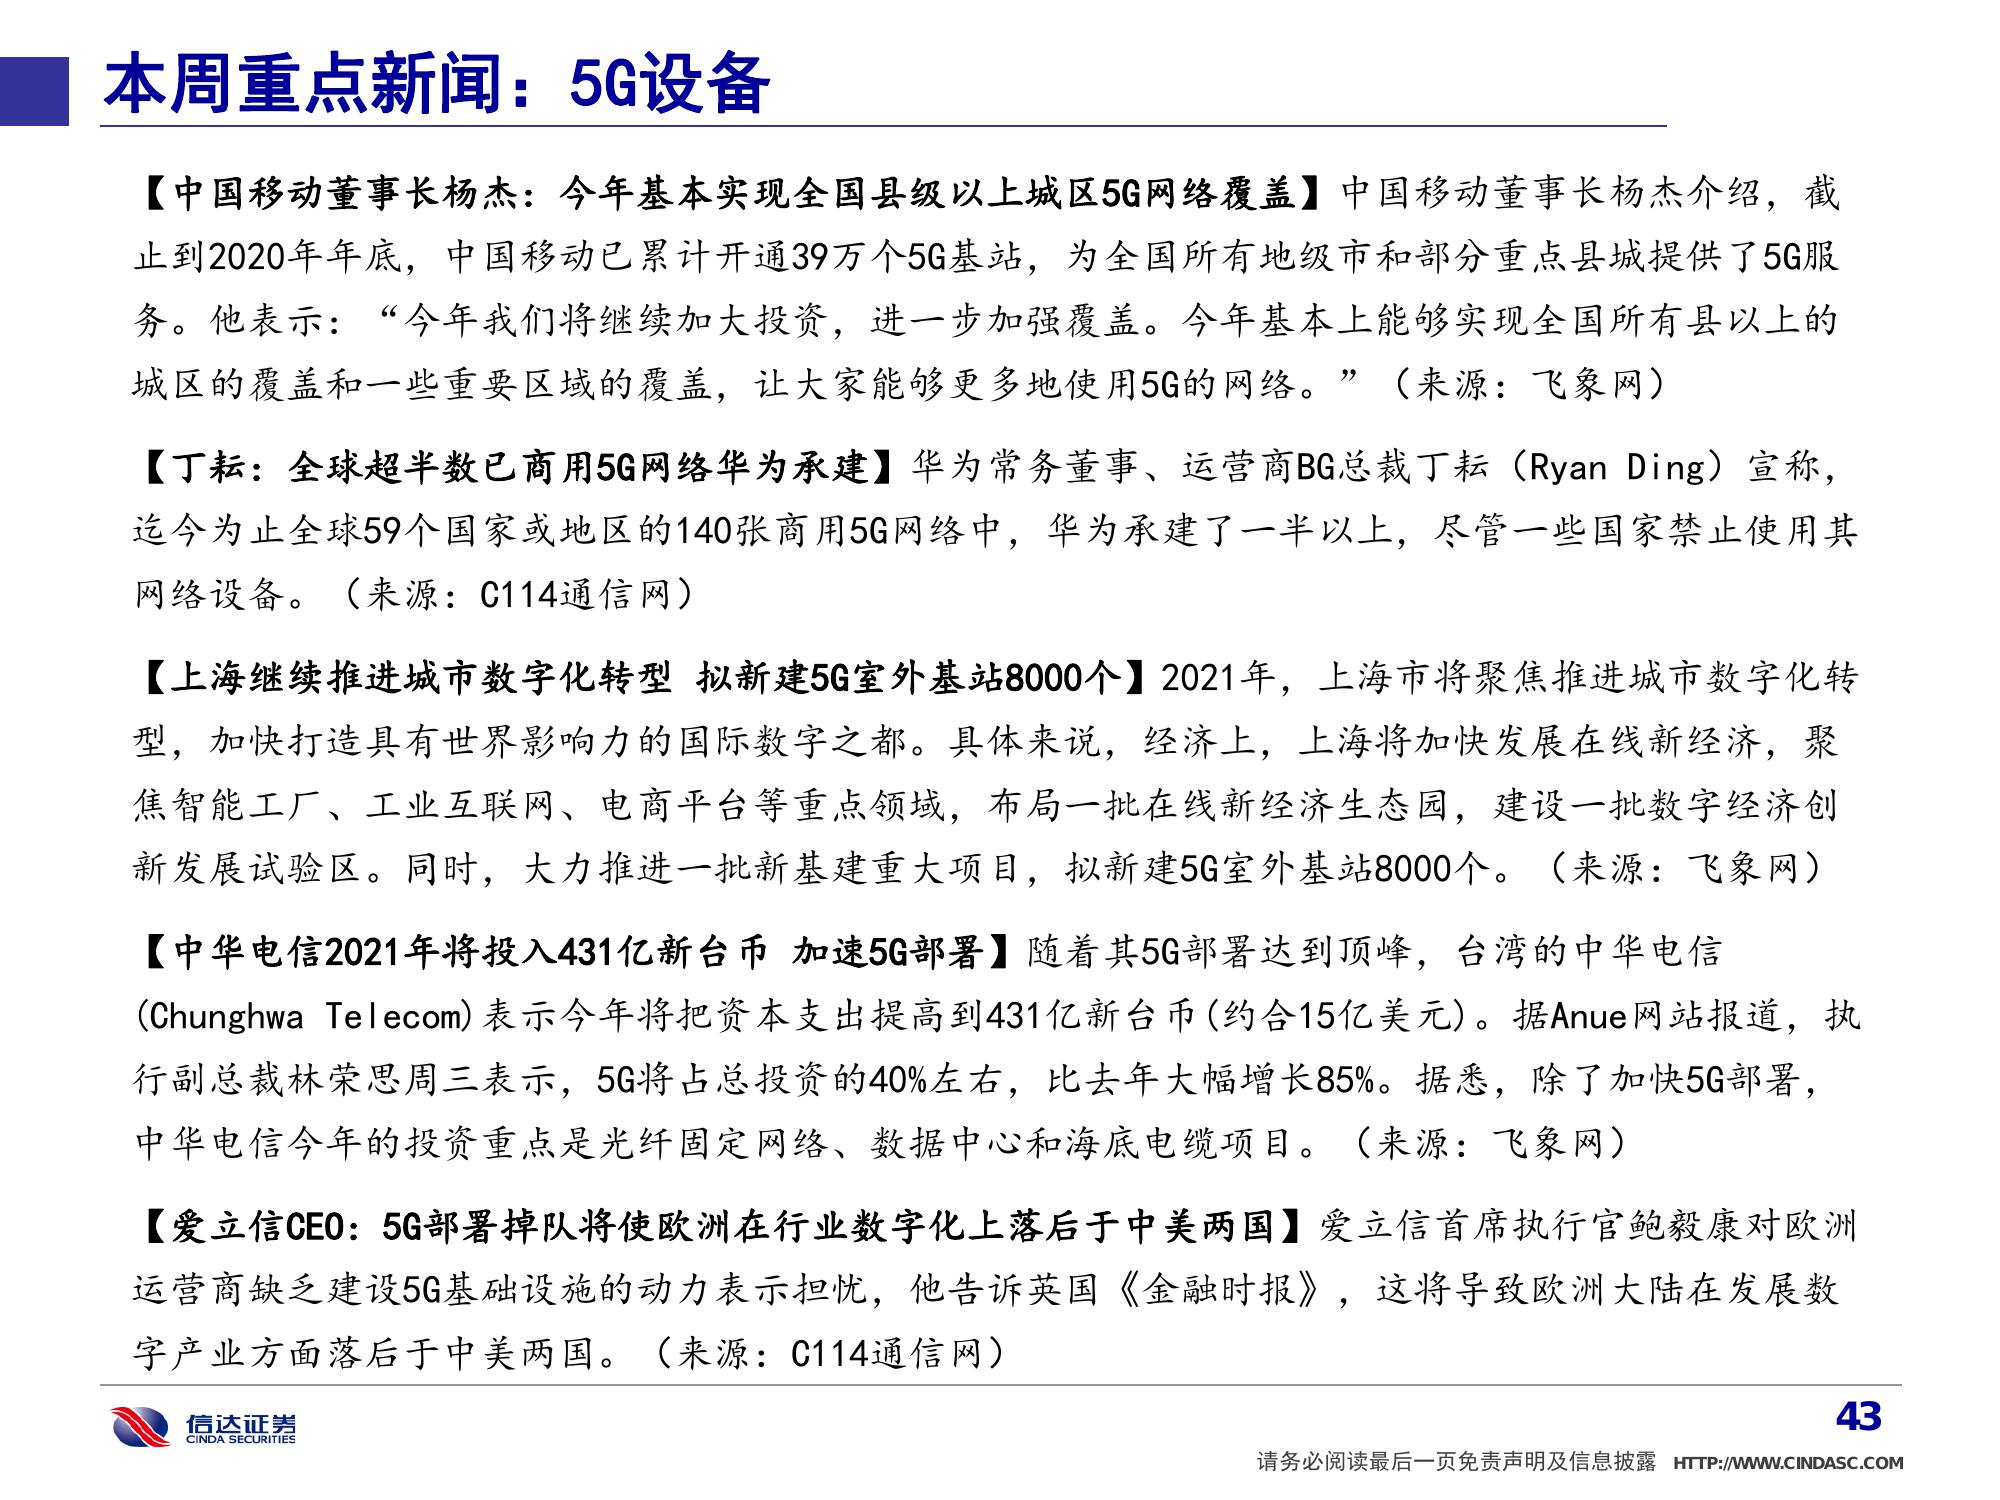 本周重点新闻：5G设备
【中国移动董事长杨杰：今年基本实现全国县级以上城区5G网络覆盖】中国移动董事长杨杰介绍，截
止到2020年年底，中国移动已累计开通39万个5G基站，为全国所有地级市和部分重点县城提供了5G服
务。他表示：“今年我们将继续加大投资，进一步加强覆盖。今年基本上能够实现全国所有县以上的
城区的覆盖和一些重要区域的覆盖，让大家能够更多地使用5G的网络。”（来源：飞象网）
【丁耘：全球超半数已商用5G网络华为承建】华为常务董事、运营商BG总裁丁耘（Ryan Ding）宣称，
迄今为止全球59个国家或地区的140张商用5G网络中，华为承建了一半以上，尽管一些国家禁止使用其
网络设备。（来源：C114通信网）
【上海继续推进城市数字化转型 拟新建5G室外基站8000个】2021年，上海市将聚焦推进城市数字化转
型，加快打造具有世界影响力的国际数字之都。具体来说，经济上，上海将加快发展在线新经济，聚
焦智能工厂、工业互联网、电商平台等重点领域，布局一批在线新经济生态园，建设一批数字经济创
新发展试验区。同时，大力推进一批新基建重大项目，拟新建5G室外基站8000个。（来源：飞象网）
【中华电信2021年将投入431亿新台币 加速5G部署】随着其5G部署达到顶峰，台湾的中华电信
(Chunghwa Telecom)表示今年将把资本支出提高到431亿新台币(约合15亿美元)。据Anue网站报道，执
行副总裁林荣思周三表示，5G将占总投资的40%左右，比去年大幅增长85%。据悉，除了加快5G部署，
中华电信今年的投资重点是光纤固定网络、数据中心和海底电缆项目。（来源：飞象网）
【爱立信CEO：5G部署掉队将使欧洲在行业数字化上落后于中美两国】爱立信首席执行官鲍毅康对欧洲
运营商缺乏建设5G基础设施的动力表示担忧，他告诉英国《金融时报》，这将导致欧洲大陆在发展数
字产业方面落后于中美两国。（来源：C114通信网）
信达证券
CINDA SECURITIES
43
请务必阅读最后一页免责声明及信息披露 HTTP://WWW.CINDASC.COM